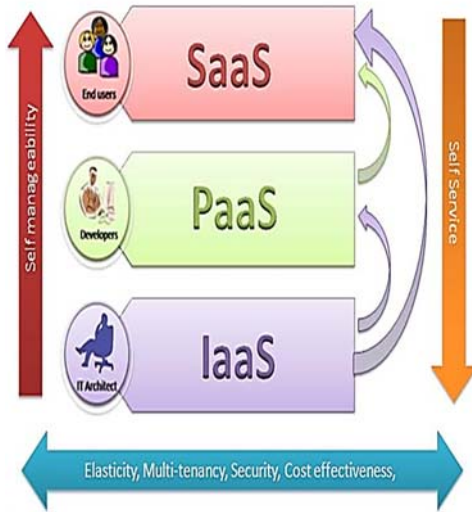 Self manageability
SaaS
End users
PaaS
Developers
IaaS
IT Architect
Self Service
Elasticity, Multi-tenancy, Security, Cost effectiveness,